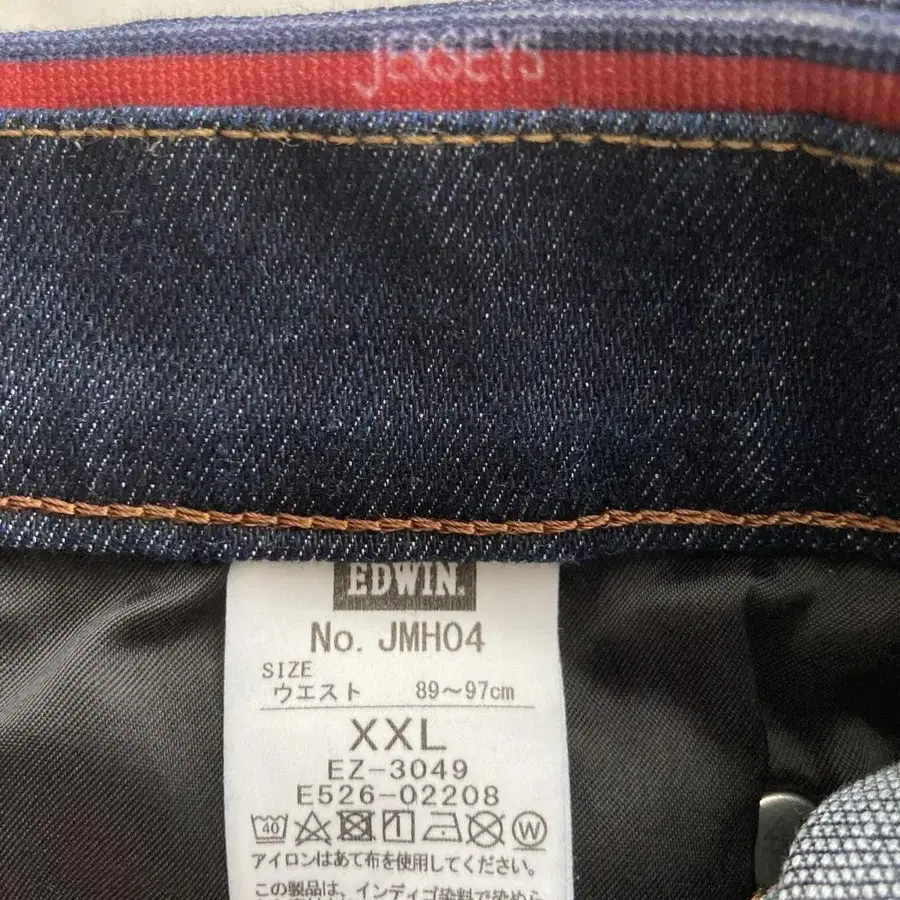 JERSEYS
EDWIN.
No. JMH04
SIZE
ウエスト 89～97cm
XXL
EZ-3049
E526-02208
40 W
アイロンはあて布を使用してください。
この製品は、インディゴ染料で染めら